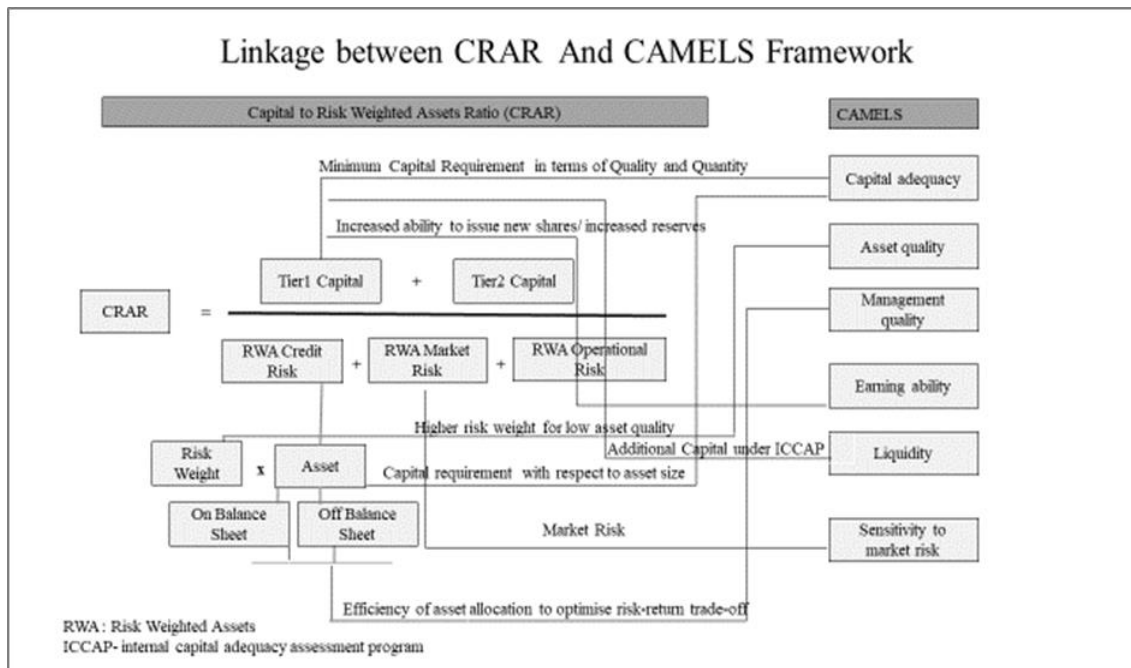 Linkage between CRAR And CAMELS Framework
Capital to Risk Weighted Assets Ratio (CRAR)
CAMELS
Minimum Capital Requirement in terms of Quality and Quantity
Capital adequacy
Increased ability to issue new shares/ increased reserves
Asset quality
Tier1 Capital
+
Tier2 Capital
Management
quality
CRAR
=
RWA Credit
Risk
+
RWA Market
Risk
+
RWA Operational
Risk
Earning ability
Higher risk weight for low asset quality
Additional Capital under ICCAP
Liquidity
Risk
Weight
x
Asset
Capital requirement with respect to asset size
On Balance
Sheet
Off Balance
Sheet
Market Risk
Sensitivity to
market risk
Efficiency of asset allocation to optimise risk-return trade-off
RWA : Risk Weighted Assets
ICCAP- internal capital adequacy assessment program